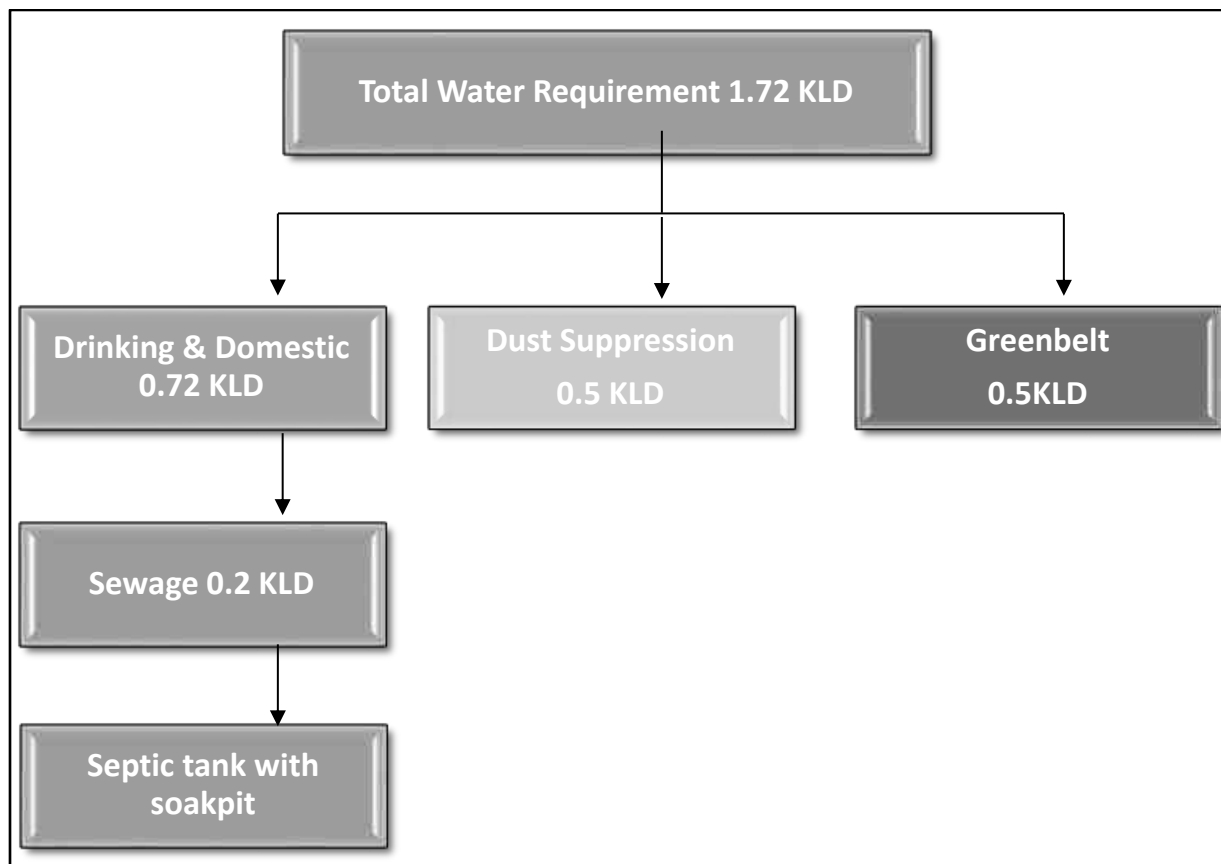 Total Water Requirement 1.72 KLD
Drinking & Domestic
0.72 KLD
Dust Suppression
0.5 KLD
Greenbelt
0.5KLD
Sewage 0.2 KLD
Septic tank with
soakpit